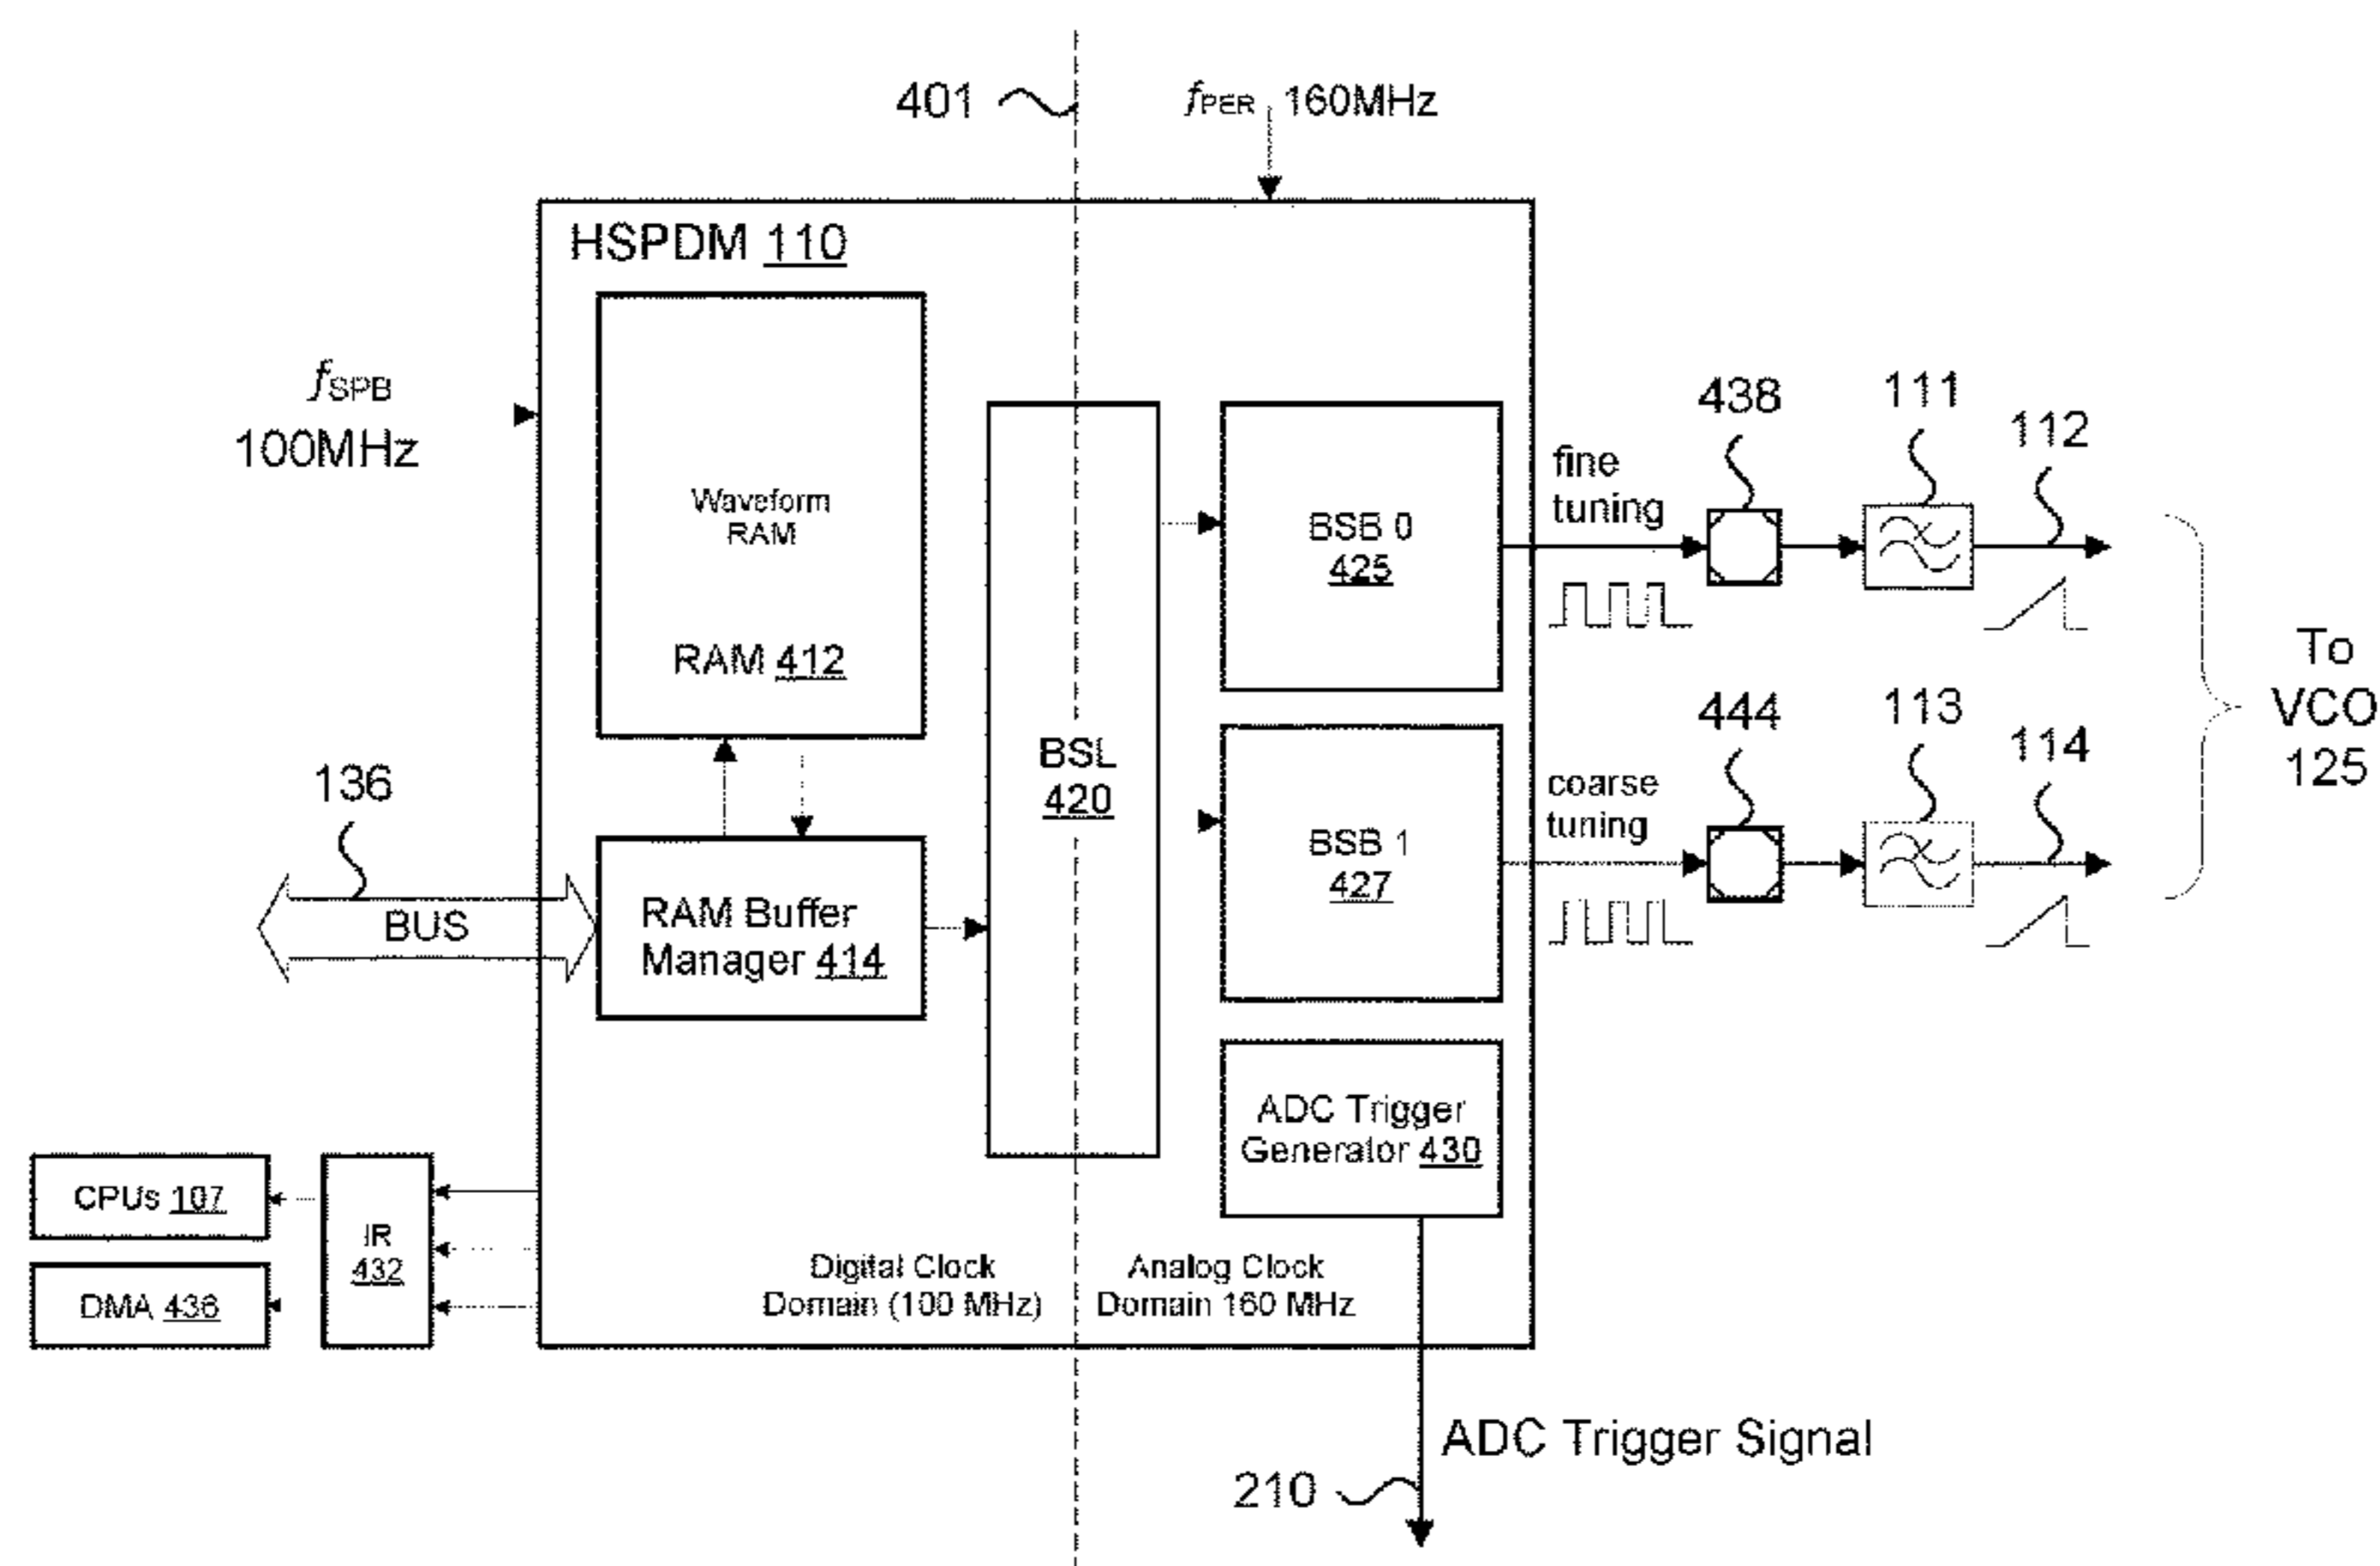 401
fPER 160MHz
HSPDM 110
fSPB
100MHz
Waveform
RAM
RAM 412
BSL
420
BSB 0
425
BSB 1
427
fine
tuning
coarse
tuning
438
111
112
444
113
114
To
VCO
125
136
BUS
RAM Buffer
Manager 414
ADC Trigger
Generator 430
CPUs 107
DMA 436
IR
432
Digital Clock
Domain (100 MHz)
Analog Clock
Domain 160 MHz
ADC Trigger Signal
210